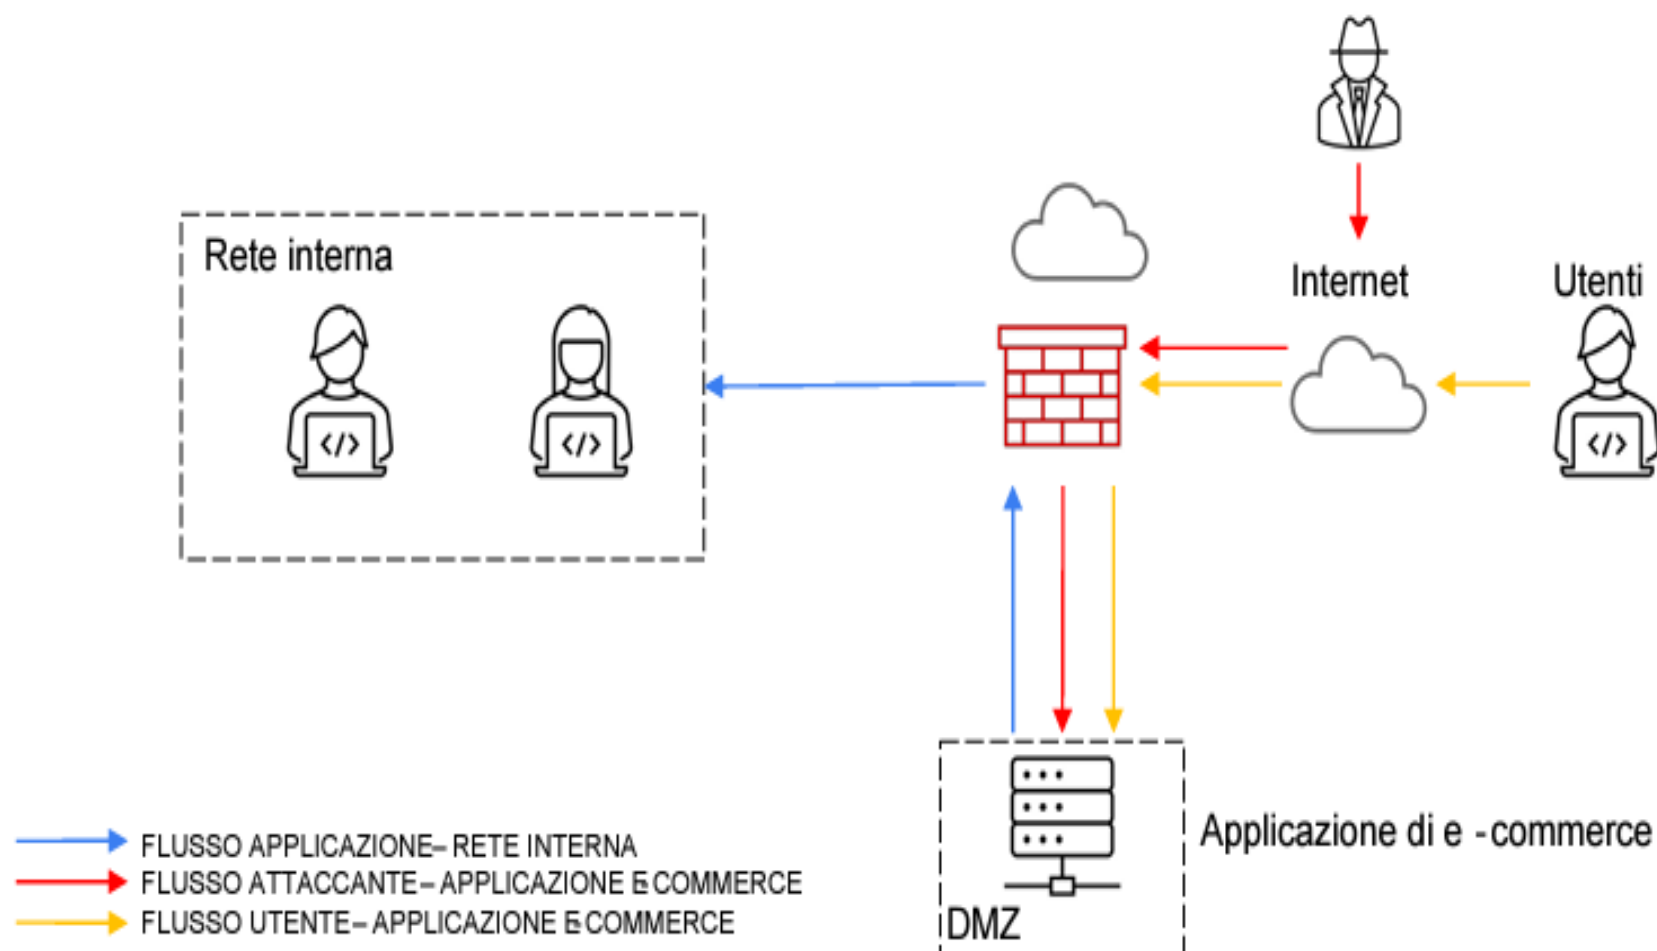 Rete interna
Internet
Utenti
</>
</>
</>
Applicazione di e -commerce
DMZ
FLUSSO APPLICAZIONE– RETE INTERNA
FLUSSO ATTACCANTE– APPLICAZIONE E-COMMERCE
FLUSSO UTENTE– APPLICAZIONE E-COMMERCE